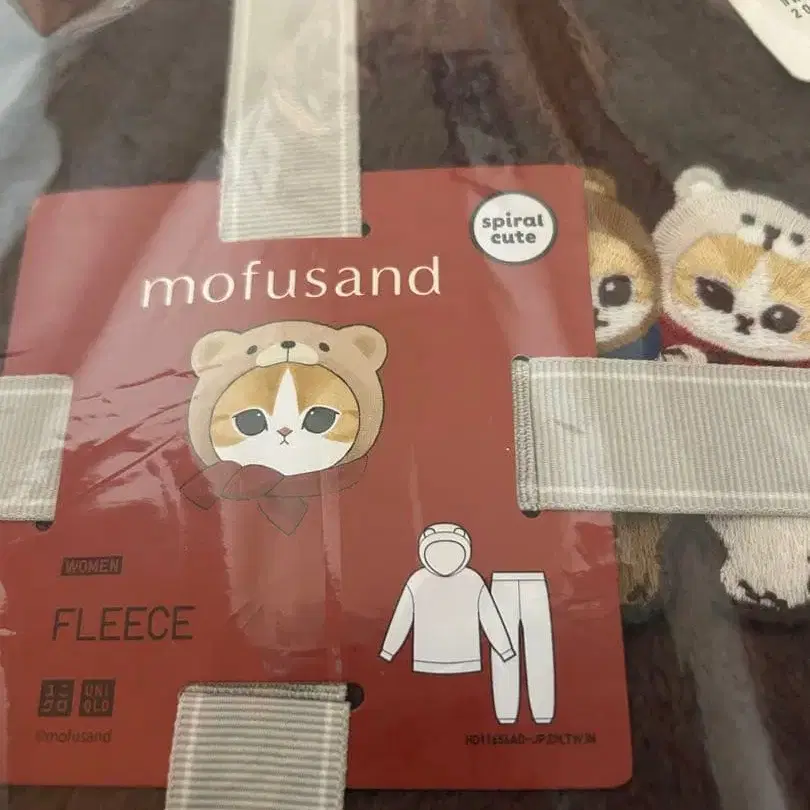 spiral
cute
mofusand
WOMEN
FLEECE
ユニ
クロ
UNI
QLO
©mofusand